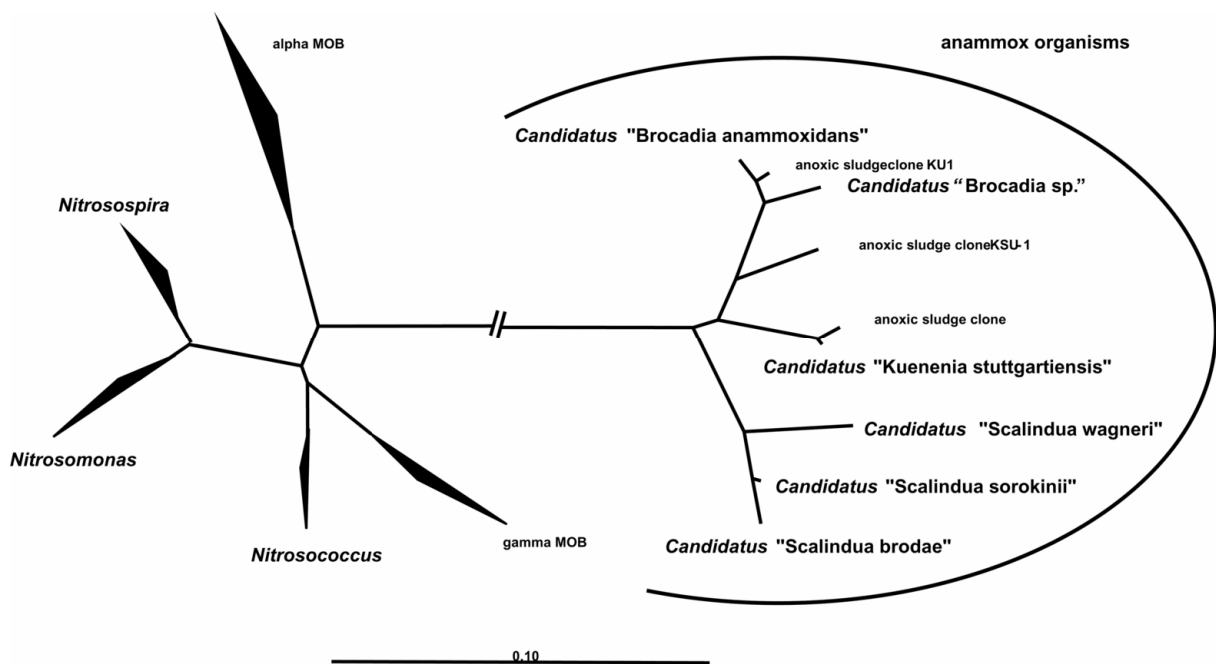 alpha MOB
anammox organisms
Candidatus "Brocadia anammoxidans"
anoxic sludgeclone KU1
Candidatus “Brocadia sp.”
Nitrosospira
anoxic sludge cloneKSU-1
anoxic sludge clone
Candidatus "Kuenenia stuttgartiensis"
Candidatus "Scalindua wagneri"
Nitrosomonas
Candidatus "Scalindua sorokinii"
gamma MOB
Candidatus "Scalindua brodae"
Nitrosococcus
0.10